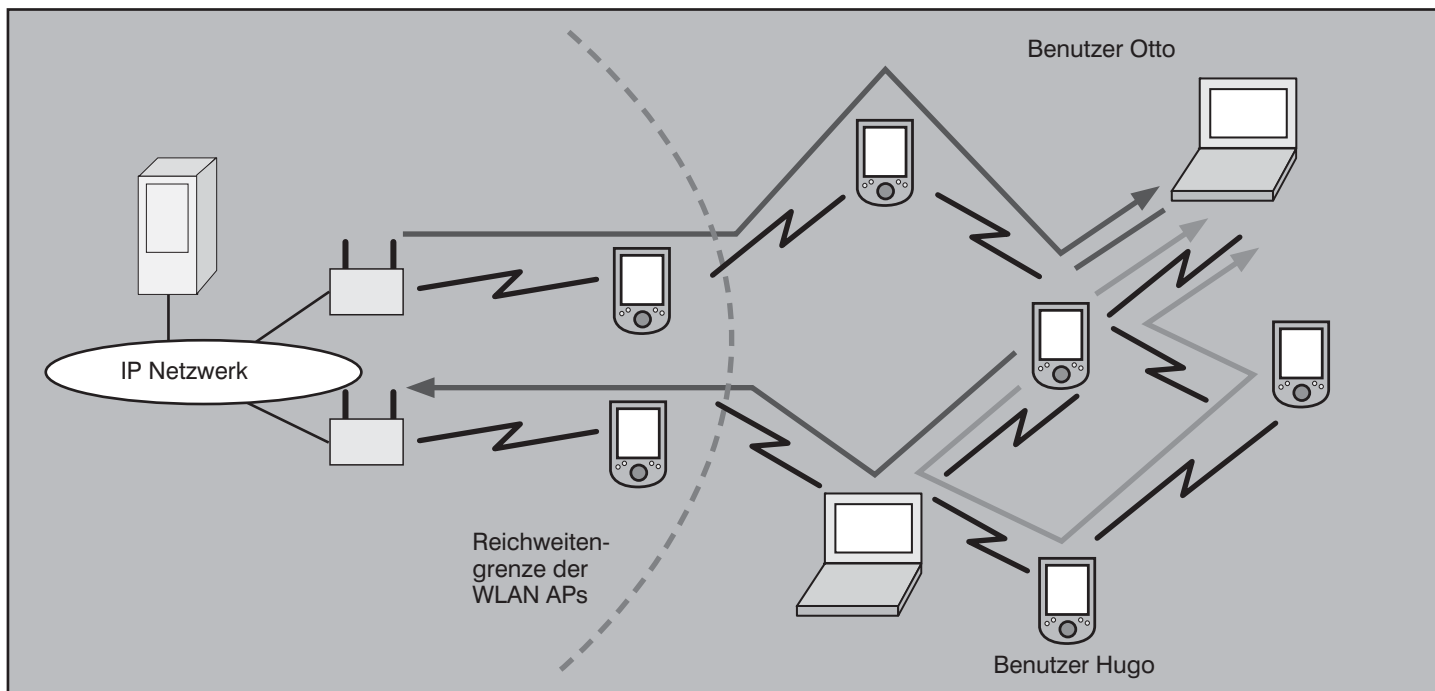 Benutzer Otto
IP Netzwerk
Reichweiten-
grenze der
WLAN APs
Benutzer Hugo